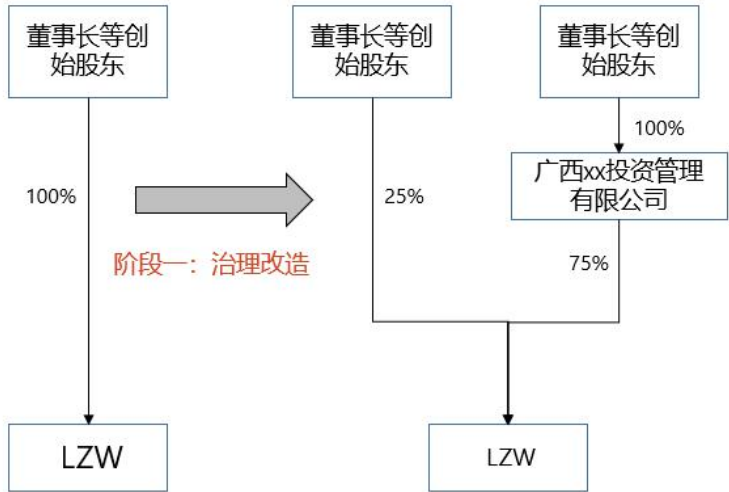 董事长等创
始股东
董事长等创
始股东
董事长等创
始股东
100%
广西xx投资管理
有限公司
100%
25%
75%
阶段一：治理改造
LZW
LZW